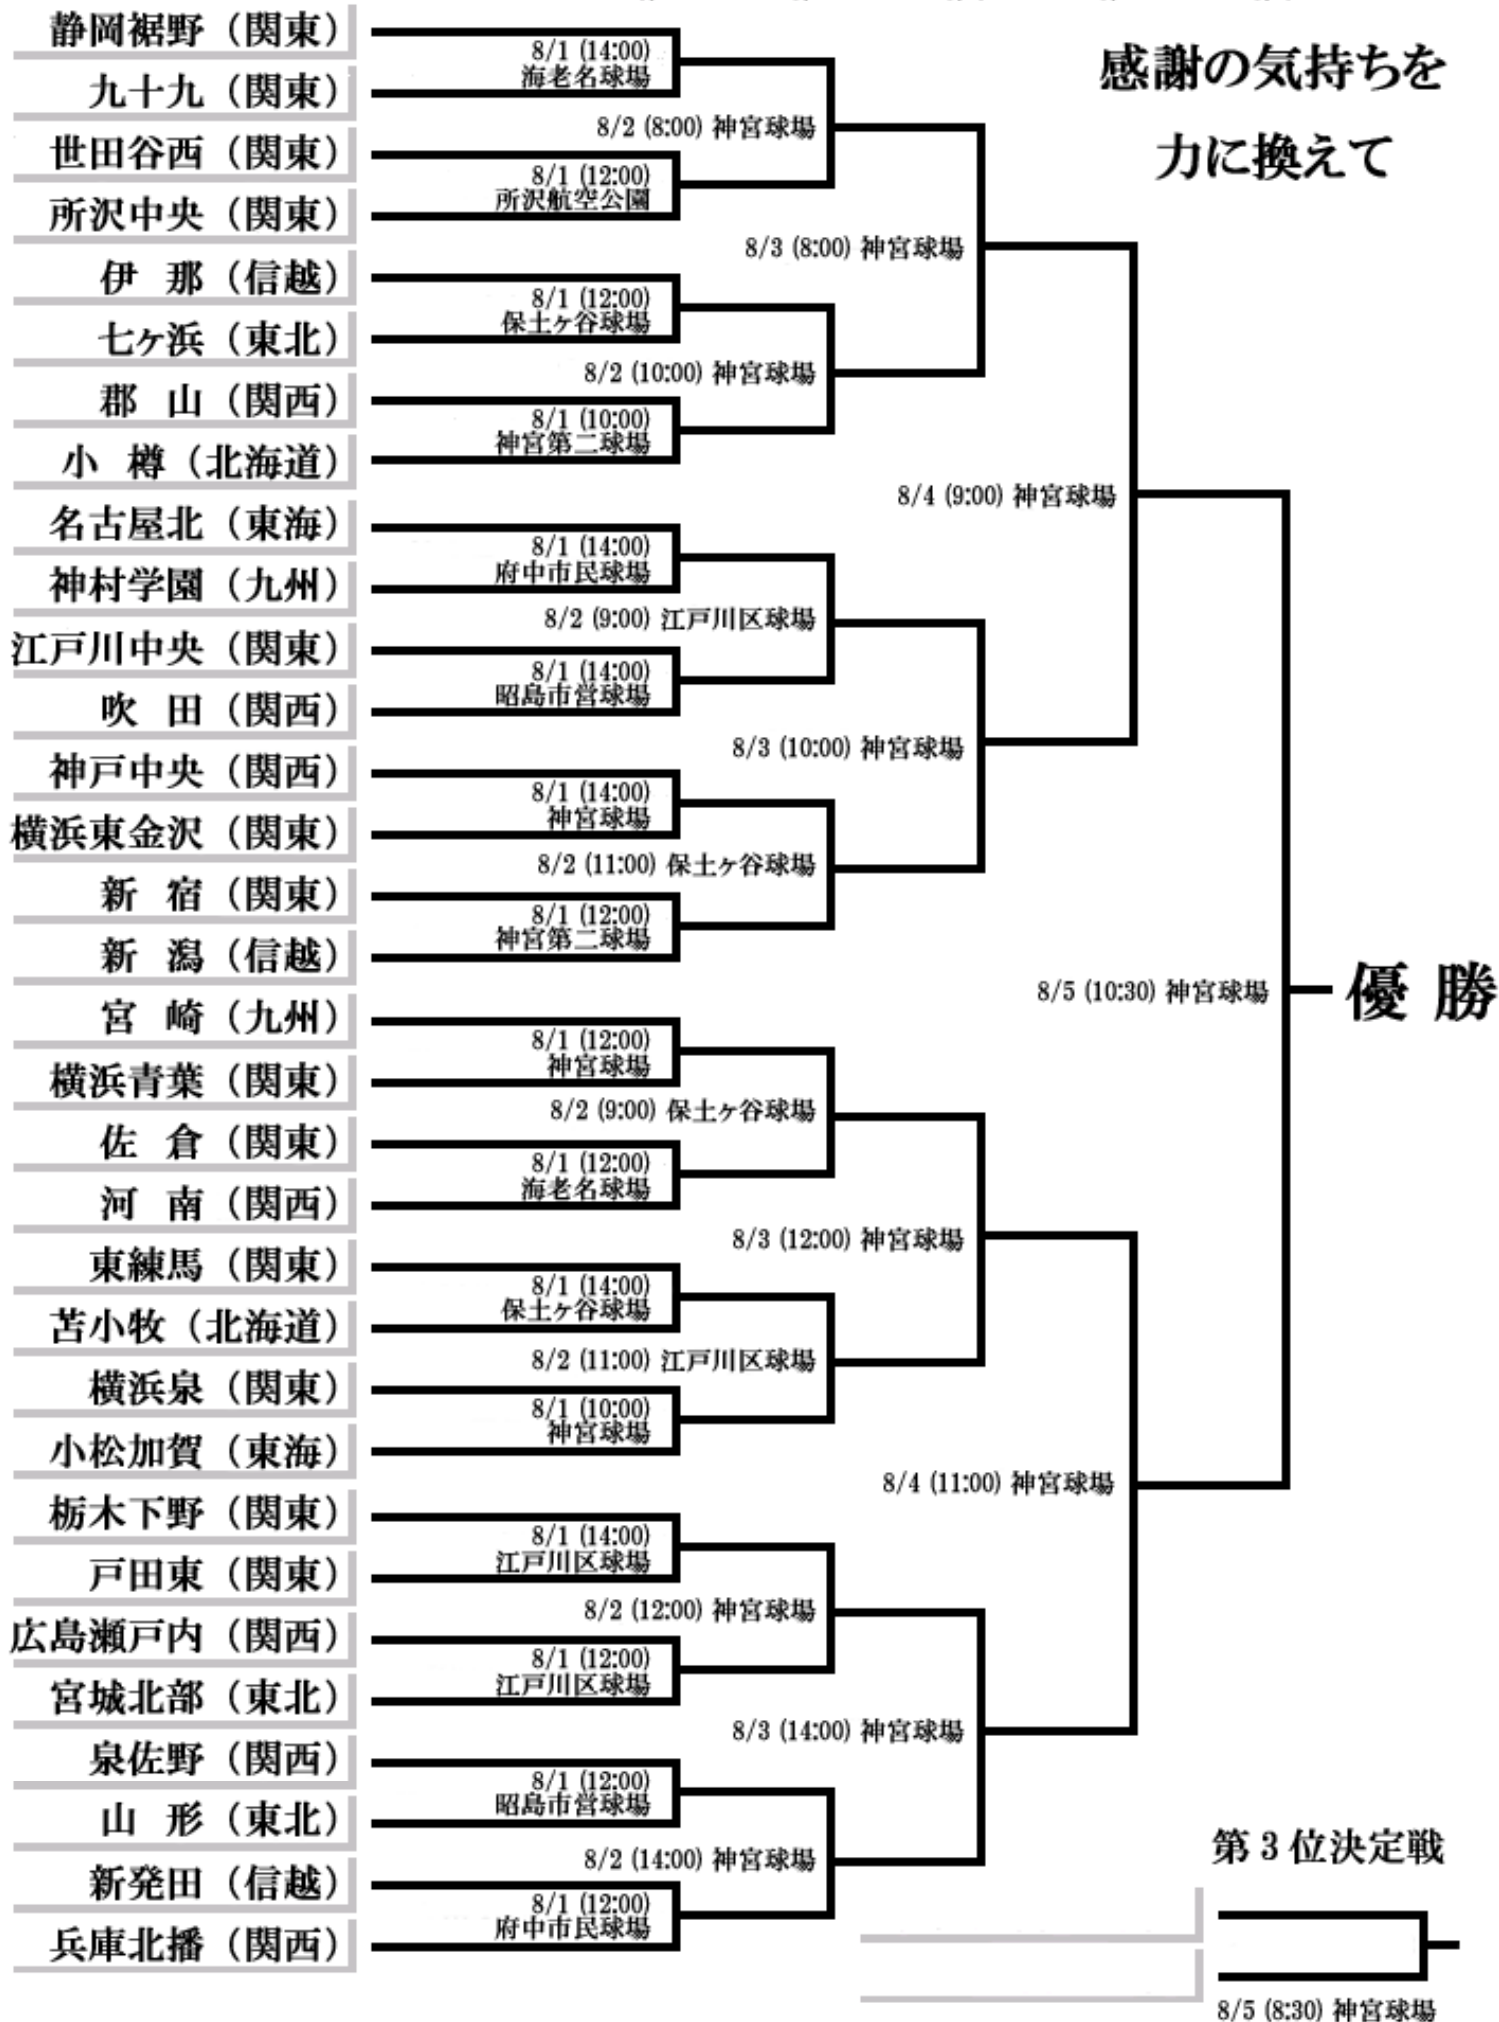 感謝の気持ちを
力に換えて
静岡裾野（関東）
九十九（関東）
世田谷西（関東）
所沢中央（関東）
伊 那（信越）
七ヶ浜（東北）
郡 山（関西）
小 樽（北海道）
名古屋北（東海）
神村学園（九州）
江戸川中央（関東）
吹 田（関西）
神戸中央（関西）
横浜東金沢（関東）
新 宿（関東）
新 潟（信越）
宮 崎（九州）
横浜青葉（関東）
佐 倉（関東）
河 南（関西）
東練馬（関東）
苫小牧（北海道）
横浜泉（関東）
小松加賀（東海）
栃木下野（関東）
戸田東（関東）
広島瀬戸内（関西）
宮城北部（東北）
泉佐野（関西）
山 形（東北）
新発田（信越）
兵庫北播（関西）
8/1 (14:00)
海老名球場
8/1 (12:00)
所沢航空公園
8/1 (12:00)
保土ヶ谷球場
8/1 (10:00)
神宮第二球場
8/1 (14:00)
府中市民球場
8/1 (14:00)
昭島市営球場
8/1 (14:00)
神宮球場
8/1 (12:00)
神宮第二球場
8/1 (12:00)
神宮球場
8/1 (12:00)
海老名球場
8/1 (14:00)
保土ヶ谷球場
8/1 (10:00)
神宮球場
8/1 (14:00)
江戸川区球場
8/1 (12:00)
江戸川区球場
8/1 (12:00)
昭島市営球場
8/1 (12:00)
府中市民球場
8/2 (8:00) 神宮球場
8/2 (10:00) 神宮球場
8/2 (9:00) 江戸川区球場
8/2 (11:00) 保土ヶ谷球場
8/2 (9:00) 保土ヶ谷球場
8/2 (11:00) 江戸川区球場
8/2 (12:00) 神宮球場
8/2 (14:00) 神宮球場
8/3 (8:00) 神宮球場
8/3 (10:00) 神宮球場
8/3 (12:00) 神宮球場
8/3 (14:00) 神宮球場
8/4 (9:00) 神宮球場
8/4 (11:00) 神宮球場
8/5 (10:30) 神宮球場
優 勝
第3位決定戦
8/5 (8:30) 神宮球場